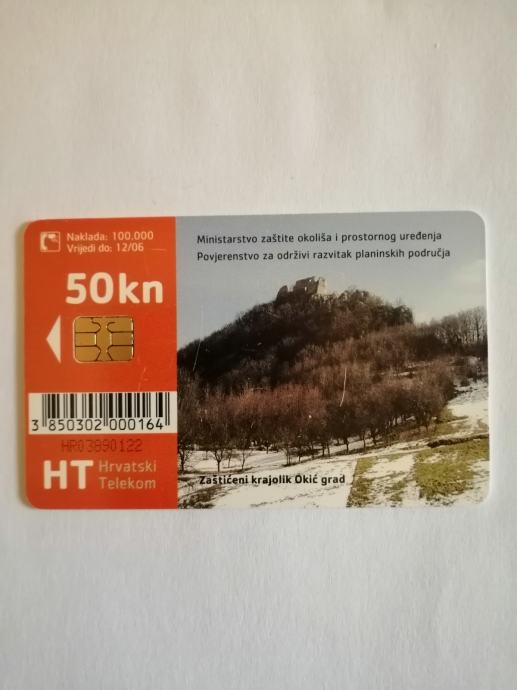 Naklada: 100.000
Vrijedi do: 12/06
50kn
3 850302 000164
HR03890122
HT Hrvatski
Telekom
Ministarstvo zaštite okoliša i prostornog uređenja
Povjerenstvo za održivi razvitak planinskih područja
Zaštićeni krajolik Okić grad